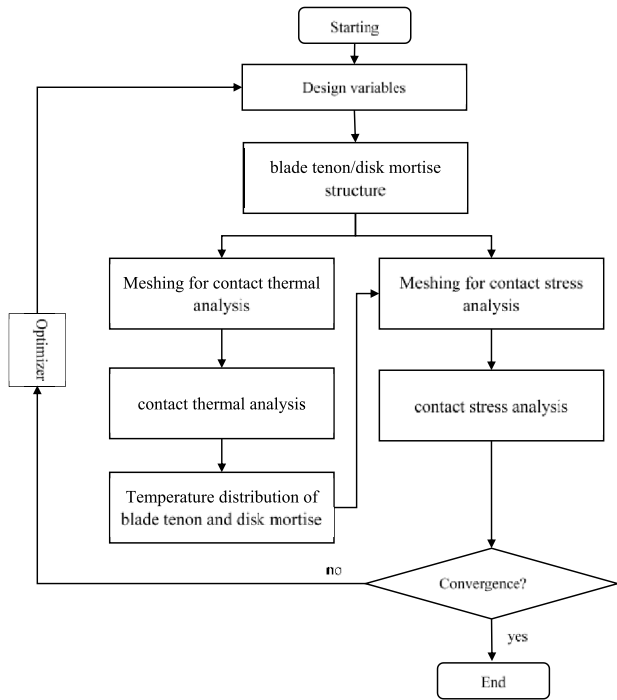 Starting
Design variables
blade tenon/disk mortise
structure
Meshing for contact thermal
analysis
Meshing for contact stress
analysis
Optimizer
contact thermal analysis
contact stress analysis
Temperature distribution of
blade tenon and disk mortise
no
Convergence?
yes
End